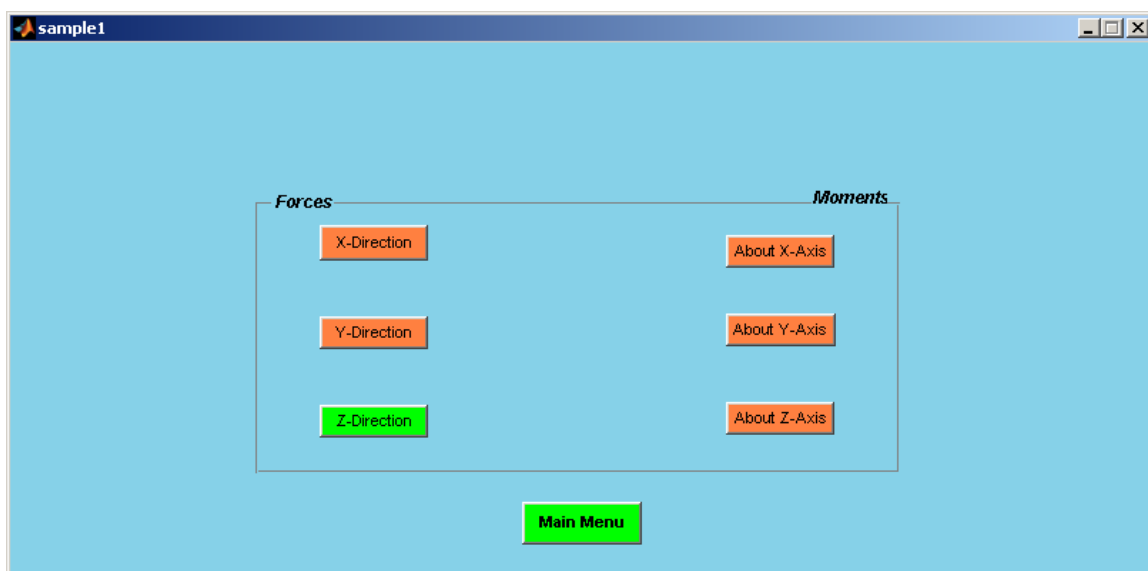 sample1
Forces
Moments
X-Direction
About X-Axis
Y-Direction
About Y-Axis
Z-Direction
About Z-Axis
Main Menu